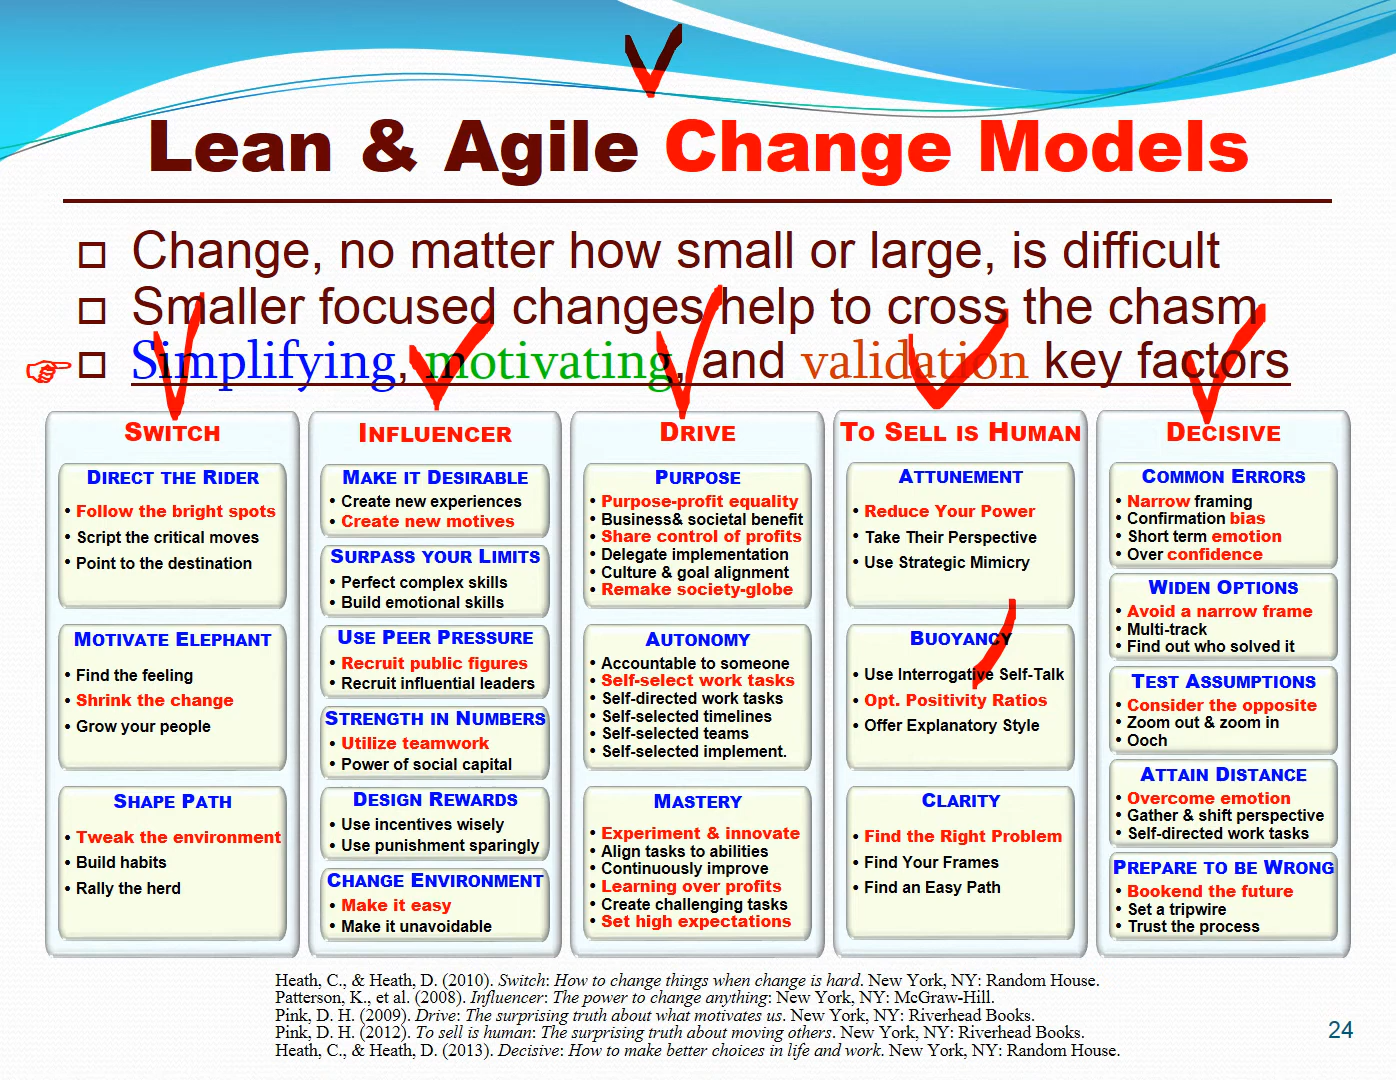 Lean & Agile Change Models
Change, no matter how small or large, is difficult
Smaller focused changes help to cross the chasm
Simplifying, motivating, and validation key factors
SWITCH
DIRECT THE RIDER
• Follow the bright spots
• Script the critical moves
• Point to the destination
MOTIVATE ELEPHANT
• Find the feeling
• Shrink the change
• Grow your people
SHAPE PATH
• Tweak the environment
• Build habits
• Rally the herd
INFLUENCER
MAKE IT DESIRABLE
• Create new experiences
• Create new motives
SURPASS YOUR LIMITS
• Perfect complex skills
• Build emotional skills
USE PEER PRESSURE
• Recruit public figures
• Recruit influential leaders
STRENGTH IN NUMBERS
• Utilize teamwork
• Power of social capital
DESIGN REWARDS
• Use incentives wisely
• Use punishment sparingly
CHANGE ENVIRONMENT
• Make it easy
• Make it unavoidable
DRIVE
PURPOSE
• Purpose-profit equality
• Business& societal benefit
• Share control of profits
• Delegate implementation
• Culture & goal alignment
• Remake society-globe
AUTONOMY
• Accountable to someone
• Self-select work tasks
• Self-directed work tasks
• Self-selected timelines
• Self-selected teams
• Self-selected implement.
MASTERY
• Experiment & innovate
• Align tasks to abilities
• Continuously improve
• Learning over profits
• Create challenging tasks
• Set high expectations
TO SELL IS HUMAN
ATTUNEMENT
• Reduce Your Power
• Take Their Perspective
• Use Strategic Mimicry
BUOYANCY
• Use Interrogative Self-Talk
• Opt. Positivity Ratios
• Offer Explanatory Style
CLARITY
• Find the Right Problem
• Find Your Frames
• Find an Easy Path
DECISIVE
COMMON ERRORS
• Narrow framing
• Confirmation bias
• Short term emotion
• Over confidence
WIDEN OPTIONS
• Avoid a narrow frame
• Multi-track
• Find out who solved it
TEST ASSUMPTIONS
• Consider the opposite
• Zoom out & zoom in
• Ooch
ATTAIN DISTANCE
• Overcome emotion
• Gather & shift perspective
• Self-directed work tasks
PREPARE TO BE WRONG
• Bookend the future
• Set a tripwire
• Trust the process
Heath, C., & Heath, D. (2010). Switch: How to change things when change is hard. New York, NY: Random House.
Patterson, K., et al. (2008). Influencer: The power to change anything: New York, NY: McGraw-Hill.
Pink, D. H. (2009). Drive: The surprising truth about what motivates us. New York, NY: Riverhead Books.
Pink, D. H. (2012). To sell is human: The surprising truth about moving others. New York, NY: Riverhead Books.
Heath, C., & Heath, D. (2013). Decisive: How to make better choices in life and work. New York, NY: Random House.
24